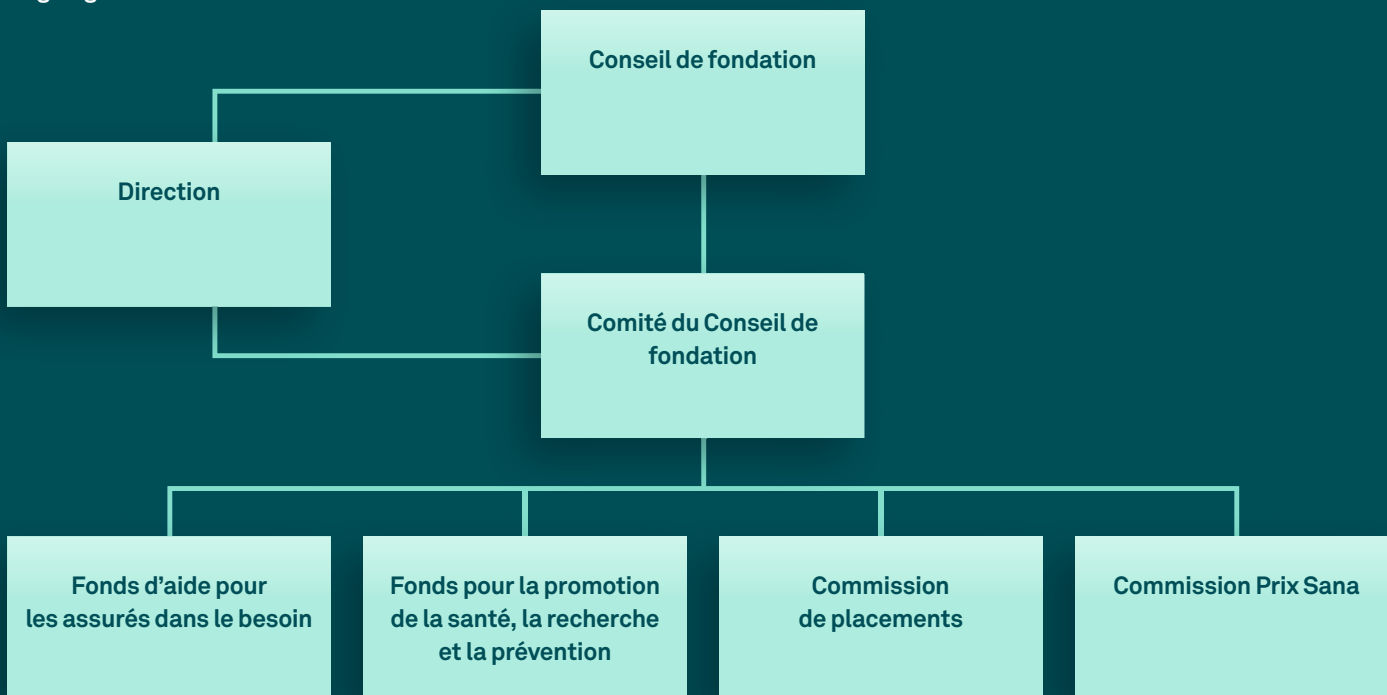 Conseil de fondation
Direction
Comité du Conseil de
fondation
Fonds d’aide pour
les assurés dans le besoin
Fonds pour la promotion
de la santé, la recherche
et la prévention
Commission
de placements
Commission Prix Sana